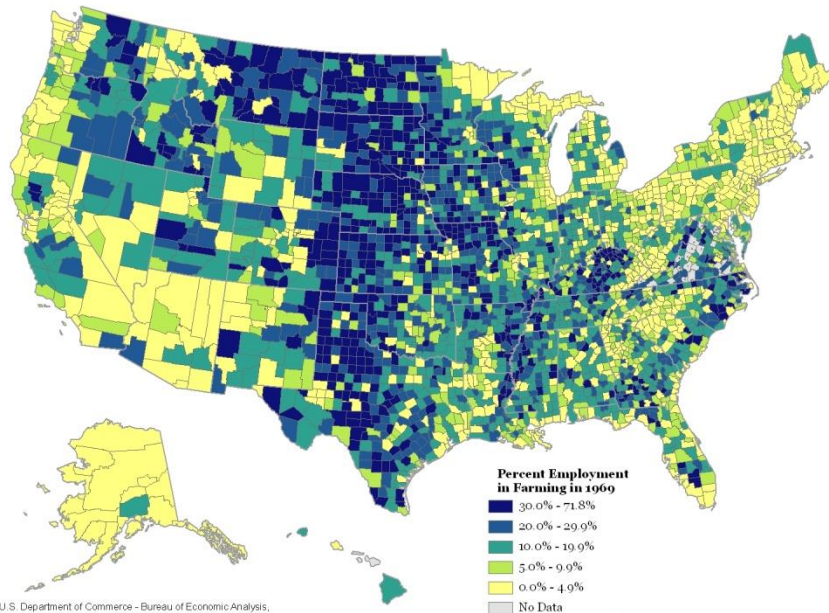 Percent Employment
in Farming in 1969
30.0% - 71.8%
20.0% - 29.9%
10.0% - 19.9%
5.0% - 9.9%
0.0% - 4.9%
No Data
U.S. Department of Commerce - Bureau of Economic Analysis,